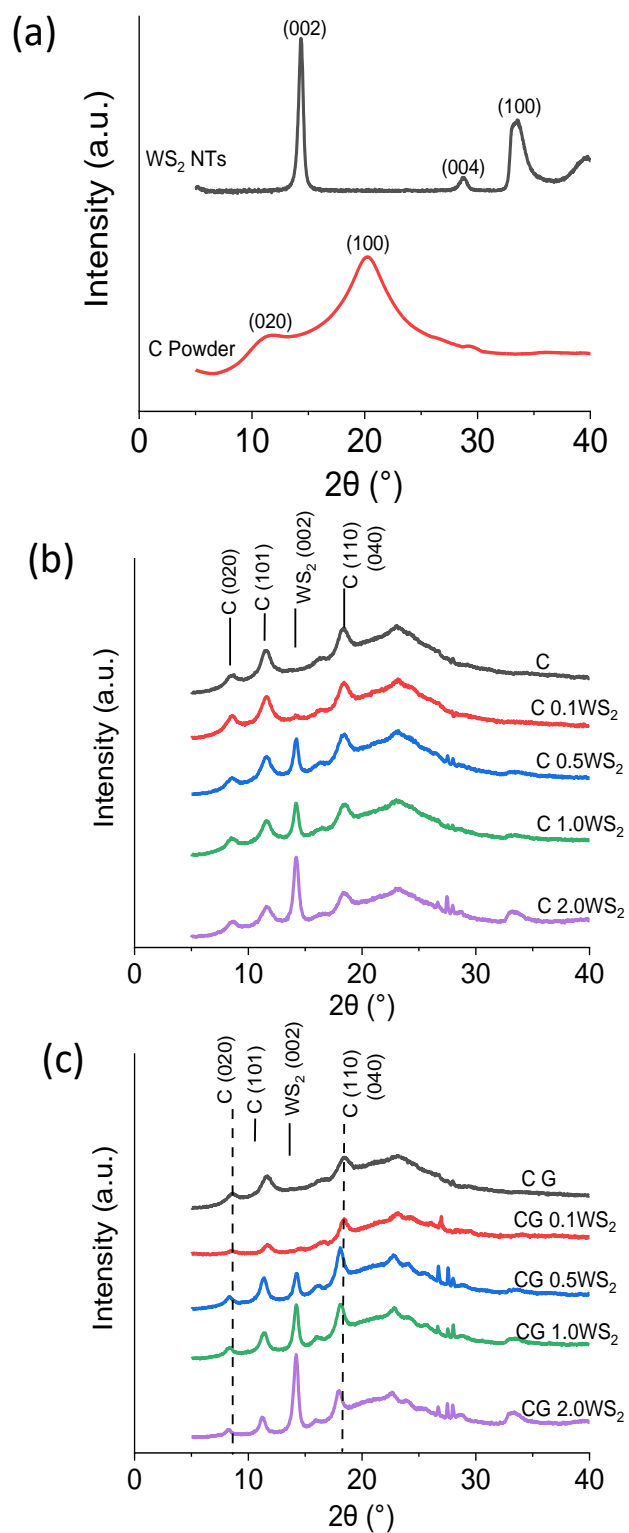 (a)
(002)
(100)
WS₂ NTs
(004)
(100)
(020)
C Powder
Intensity (a.u.)
0 10 20 30 40
2θ (°)
(b)
C (020)
C (101)
WS₂ (002)
C (110)
(040)
C
C 0.1WS₂
C 0.5WS₂
C 1.0WS₂
C 2.0WS₂
Intensity (a.u.)
0 10 20 30 40
2θ (°)
(c)
C (020)
C (101)
WS₂ (002)
C (110)
(040)
C G
CG 0.1WS₂
CG 0.5WS₂
CG 1.0WS₂
CG 2.0WS₂
Intensity (a.u.)
0 10 20 30 40
2θ (°)